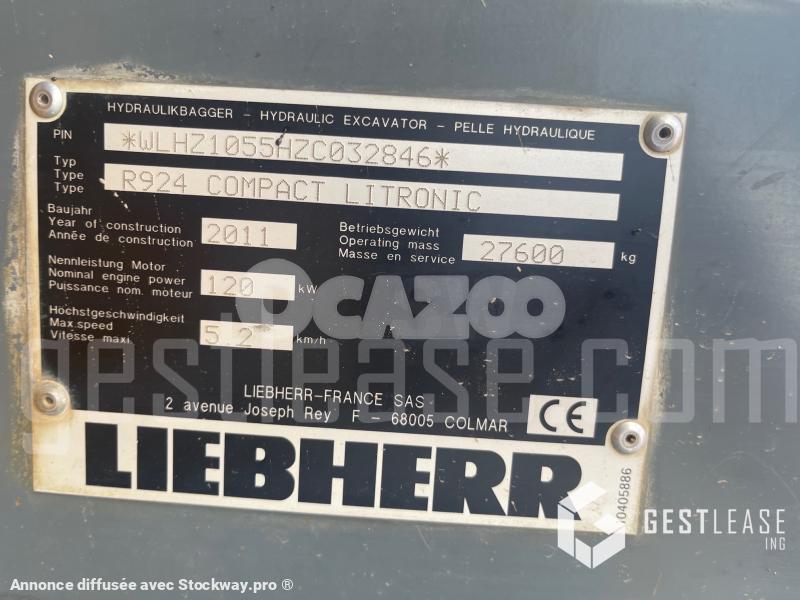 HYDRAULIKBAGGER - HYDRAULIC EXCAVATOR - PELLE HYDRAULIQUE
PIN *WLHZ1055HZC032846*
Typ
Type R924 COMPACT LITRONIC
Type
Baujahr
Year of construction 2011
Année de construction
Betriebsgewicht
Operating mass 27600 kg
Masse en service
Nennleistung Motor
Nominal engine power 120 kW
Puissance nom. moteur
Höchstgeschwindigkeit
Max.speed 5.2 km/h
Vitesse maxi
OCAZOO
gestlease.com
LIEBHERR-FRANCE SAS
2 avenue Joseph Rey F - 68005 COLMAR
CE
LIEBHERR
10405886
GESTLEASE
ING
Annonce diffusée avec Stockway.pro ®